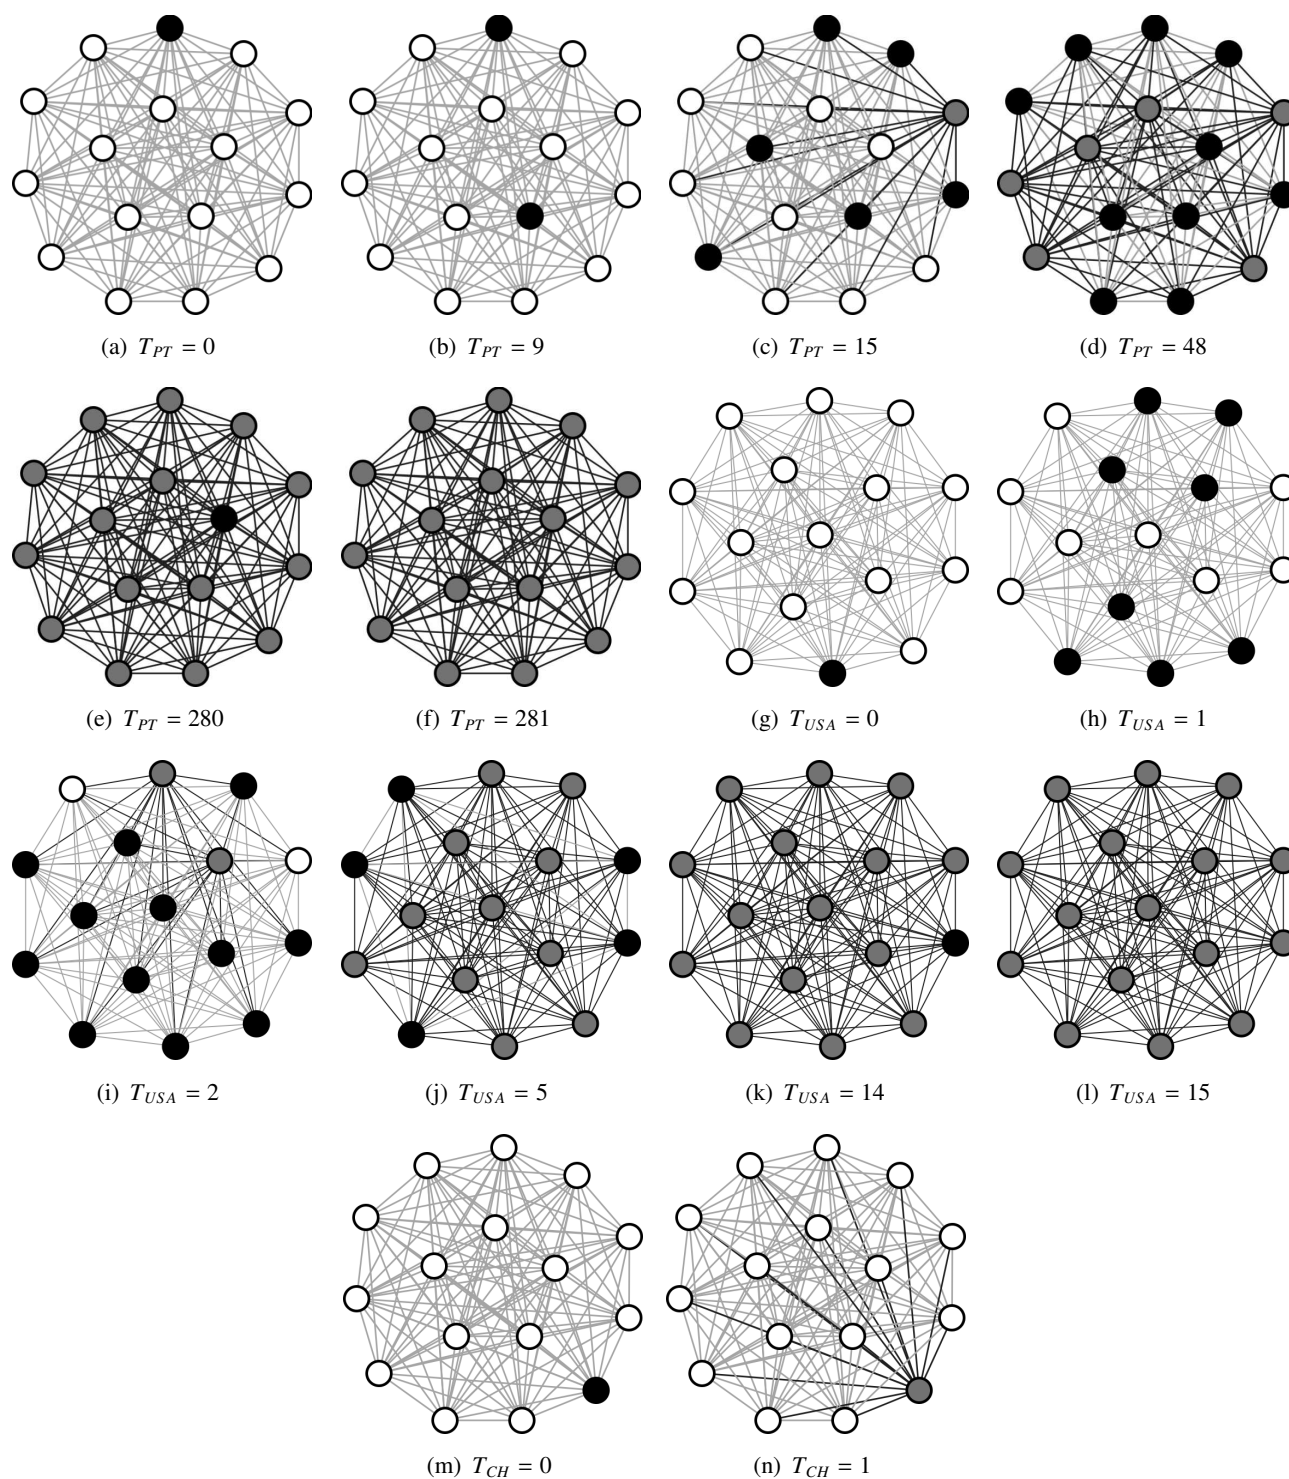 (a) T_PT = 0
(b) T_PT = 9
(c) T_PT = 15
(d) T_PT = 48
(e) T_PT = 280
(f) T_PT = 281
(g) T_USA = 0
(h) T_USA = 1
(i) T_USA = 2
(j) T_USA = 5
(k) T_USA = 14
(l) T_USA = 15
(m) T_CH = 0
(n) T_CH = 1